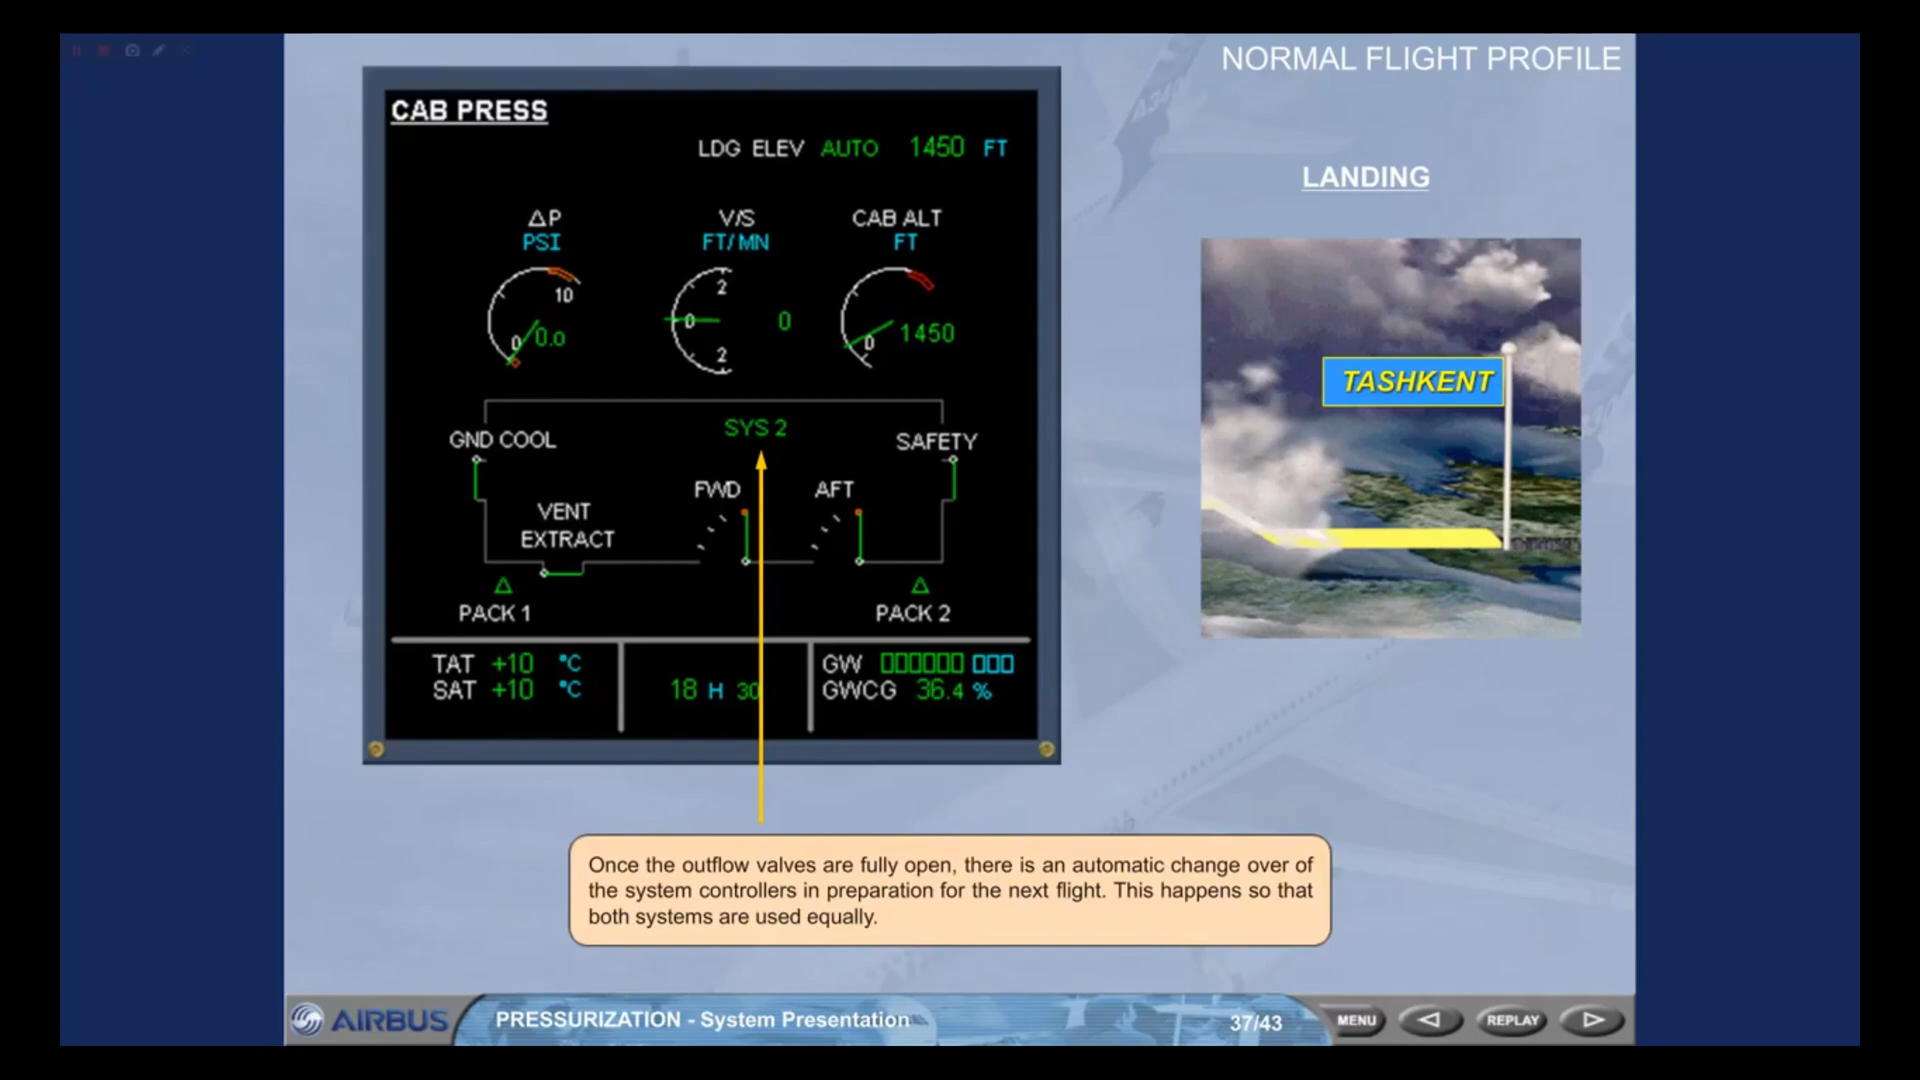 NORMAL FLIGHT PROFILE
CAB PRESS
LDG ELEV AUTO 1450 FT
LANDING
ΔP V/S CAB ALT
PSI FT/MN FT
10 2
0 0.0 0 0 0 1450
2
TASHKENT
SYS 2
GND COOL SAFETY
FWD AFT
VENT
EXTRACT
PACK 1 PACK 2
TAT +10 °C GW
SAT +10 °C 18 H 30 GWCG 36.4 %
Once the outflow valves are fully open, there is an automatic change over of
the system controllers in preparation for the next flight. This happens so that
both systems are used equally.
AIRBUS PRESSURIZATION - System Presentation 37/43 MENU REPLAY